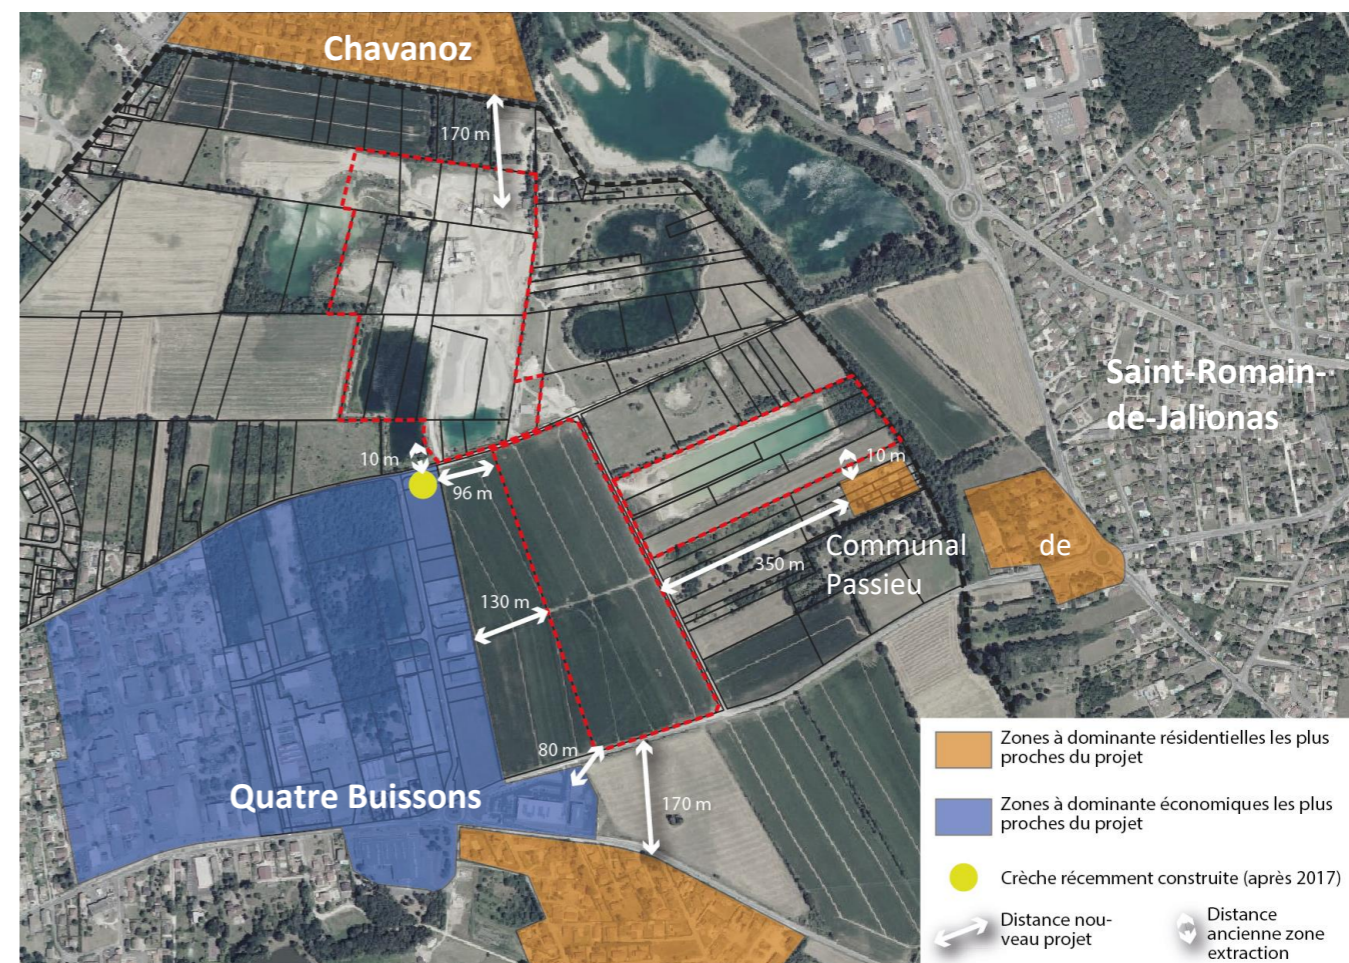 Chavanoz
170 m
Saint-Romain-
de-Jalionas
10 m
96 m
10 m
Communal de
Passieu
350 m
130 m
80 m
170 m
Quatre Buissons
Zones à dominante résidentielles les plus
proches du projet
Zones à dominante économiques les plus
proches du projet
Crèche récemment construite (après 2017)
Distance nou-
veau projet
Distance
ancienne zone
extraction